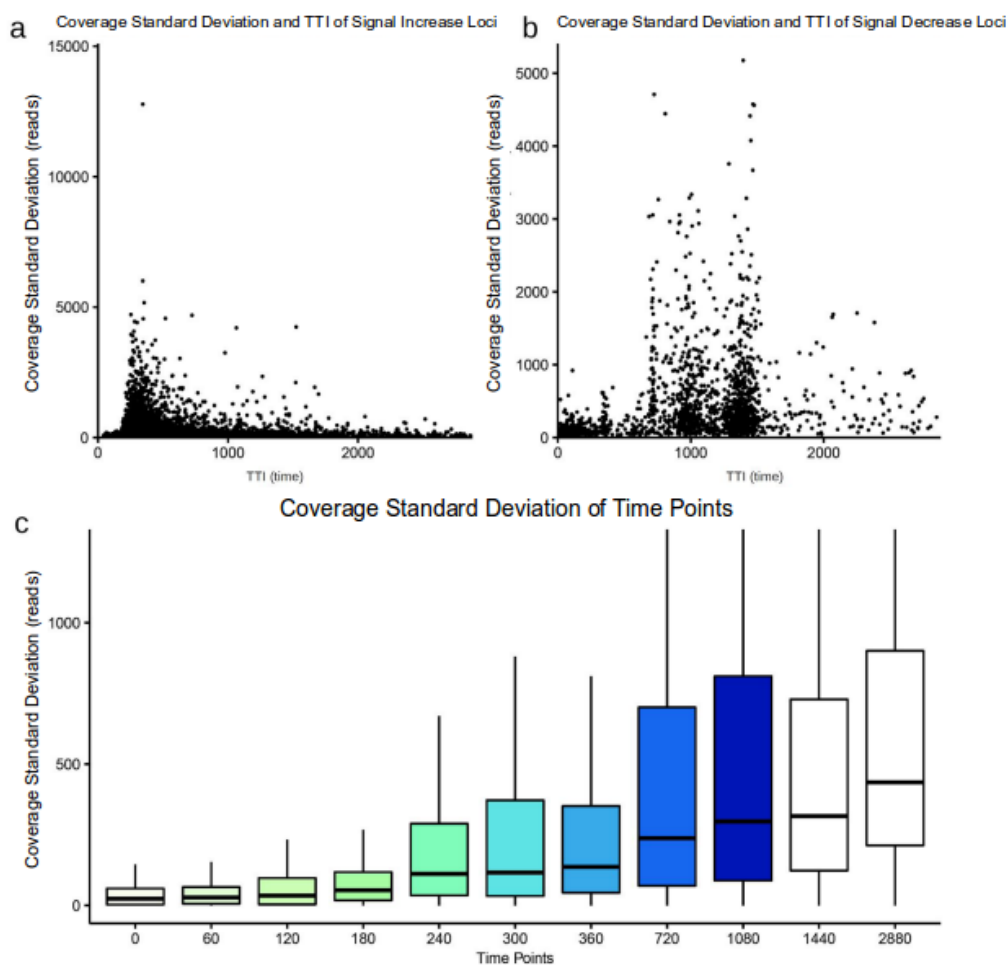 a
Coverage Standard Deviation and TTI of Signal Increase Loci
Coverage Standard Deviation (reads)
15000
10000
5000
0
0 1000 2000
TTI (time)
b
Coverage Standard Deviation and TTI of Signal Decrease Loci
Coverage Standard Deviation (reads)
5000
4000
3000
2000
1000
0
0 1000 2000
TTI (time)
c
Coverage Standard Deviation of Time Points
Coverage Standard Deviation (reads)
1000
500
0
0 60 120 180 240 300 360 720 1080 1440 2880
Time Points